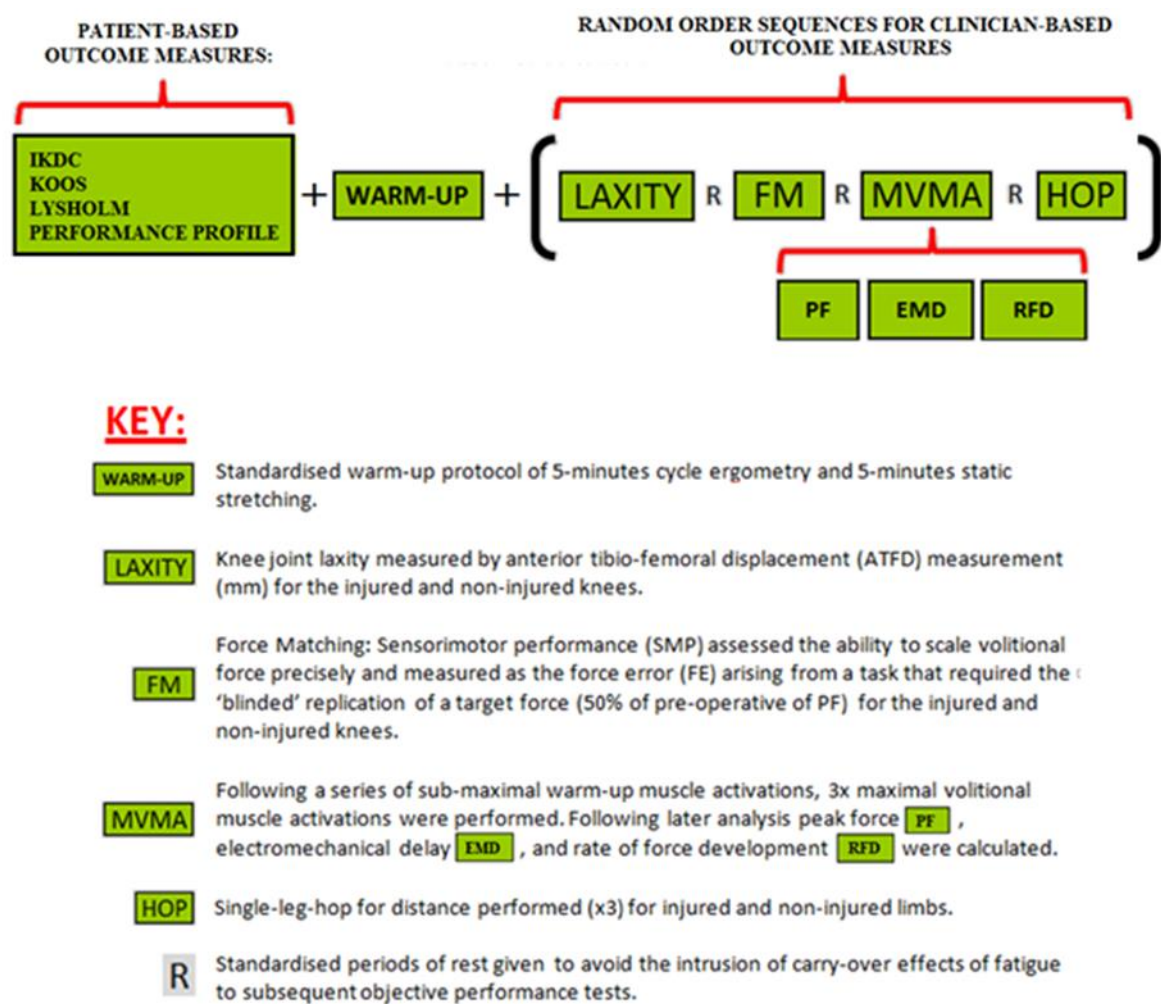 PATIENT-BASED
OUTCOME MEASURES:
RANDOM ORDER SEQUENCES FOR CLINICIAN-BASED
OUTCOME MEASURES
IKDC
KOOS
LYSHOLM
PERFORMANCE PROFILE
+ WARM-UP + ( LAXITY R FM R MVMA R HOP )
PF EMD RFD
KEY:
WARM-UP Standardised warm-up protocol of 5-minutes cycle ergometry and 5-minutes static
stretching.
LAXITY Knee joint laxity measured by anterior tibio-femoral displacement (ATFD) measurement
(mm) for the injured and non-injured knees.
Force Matching: Sensorimotor performance (SMP) assessed the ability to scale volitional
FM force precisely and measured as the force error (FE) arising from a task that required the
‘blinded’ replication of a target force (50% of pre-operative of PF) for the injured and
non-injured knees.
Following a series of sub-maximal warm-up muscle activations, 3x maximal volitional
MVMA muscle activations were performed. Following later analysis peak force PF ,
electromechanical delay EMD , and rate of force development RFD were calculated.
HOP Single-leg-hop for distance performed (x3) for injured and non-injured limbs.
R Standardised periods of rest given to avoid the intrusion of carry-over effects of fatigue
to subsequent objective performance tests.